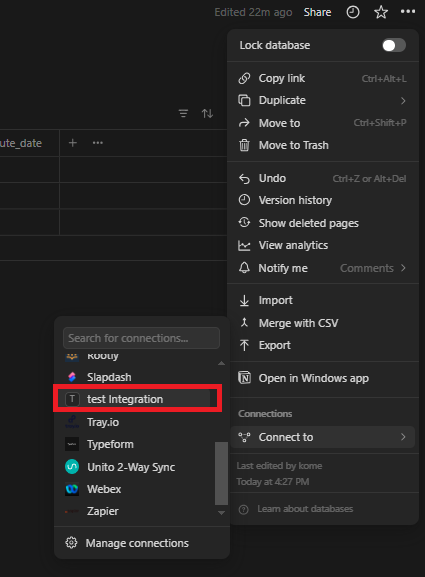 Edited 22m ago Share
Lock database
Copy link Ctrl+Alt+L
Duplicate
Move to Ctrl+Shift+P
Move to Trash
Undo Ctrl+Z or Alt+Del
Version history
Show deleted pages
View analytics
Notify me Comments
Import
Merge with CSV
Export
Open in Windows app
Connections
Connect to
Last edited by kome
Today at 4:27 PM
Learn about databases
ute_date
Search for connections...
Rootly
Slapdash
T test Integration
Tray.io
Typeform
Unito 2-Way Sync
Webex
Zapier
Manage connections